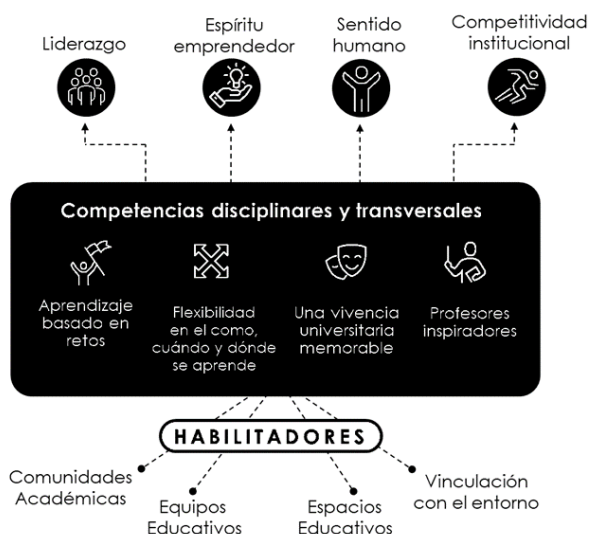 Liderazgo
Espíritu
emprendedor
Sentido
humano
Competitividad
institucional
Competencias disciplinares y transversales
Aprendizaje
basado en
retos
Flexibilidad
en el como,
cuándo y dónde
se aprende
Una vivencia
universitaria
memorable
Profesores
inspiradores
HABILITADORES
Comunidades
Académicas
Equipos
Educativos
Espacios
Educativos
Vinculación
con el entorno